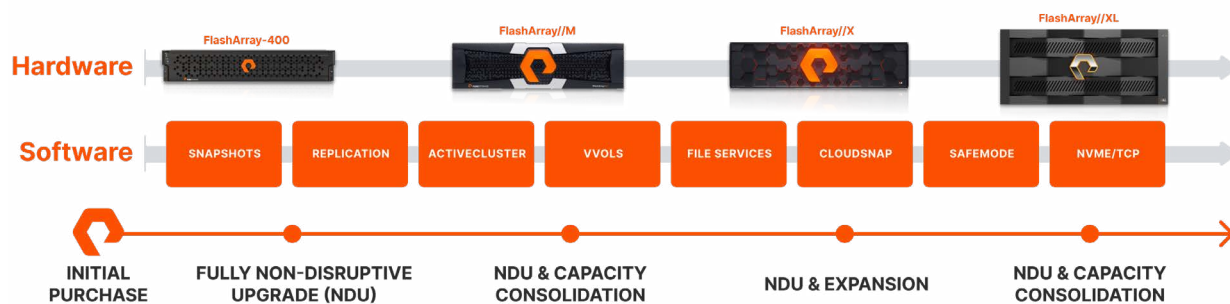 FlashArray-400
FlashArray//M
FlashArray//X
FlashArray//XL
Hardware
Software
SNAPSHOTS
REPLICATION
ACTIVECLUSTER
VVOLS
FILE SERVICES
CLOUDSNAP
SAFEMODE
NVME/TCP
INITIAL
PURCHASE
FULLY NON-DISRUPTIVE
UPGRADE (NDU)
NDU & CAPACITY
CONSOLIDATION
NDU & EXPANSION
NDU & CAPACITY
CONSOLIDATION